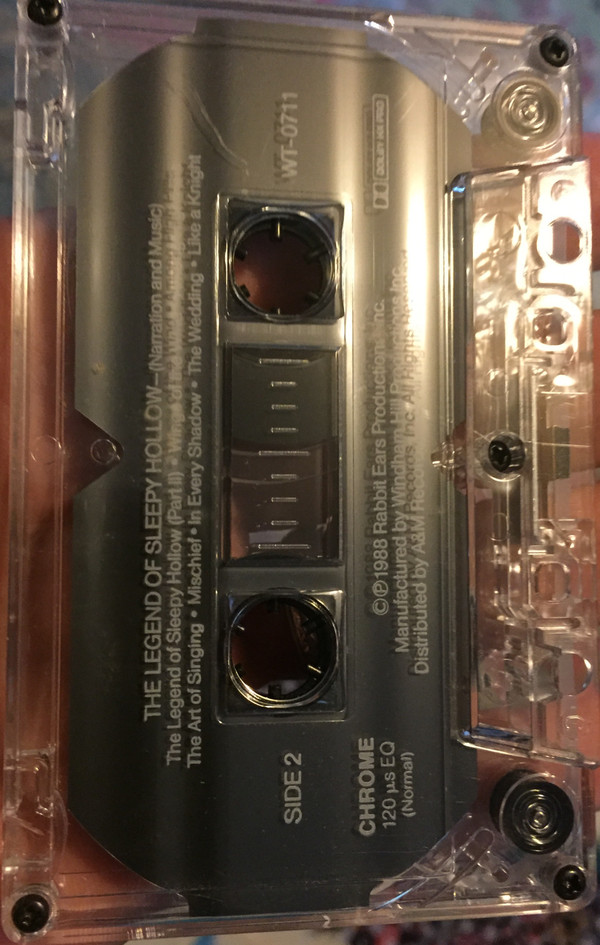 THE LEGEND OF SLEEPY HOLLOW—(Narration and Music)
The Legend of Sleepy Hollow (Part II) •
The Art of Singing • Mischief • In Every Shadow • The Wedding • Like a Knight
SIDE 2
WT-0711
CHROME
120 µs EQ
(Normal)
©℗1988 Rabbit Ears Productions, Inc.
Manufactured by Windham Hill Productions Inc.
Distributed by A&M Records, Inc. All Rights Reserved
DOLBY HX PRO